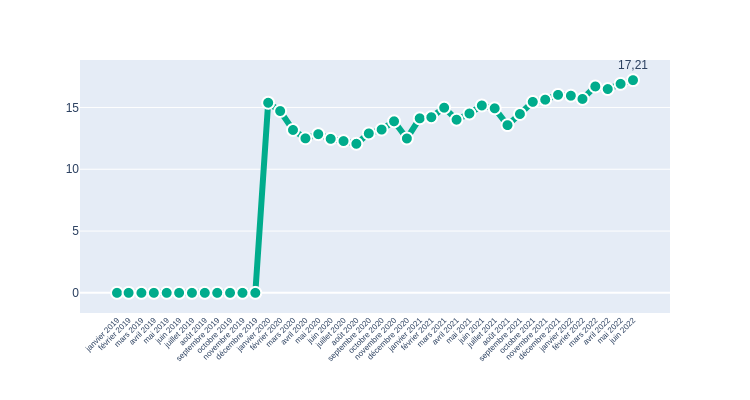 17,21
15
10
5
0
janvier 2019
février 2019
mars 2019
avril 2019
mai 2019
juin 2019
juillet 2019
août 2019
septembre 2019
octobre 2019
novembre 2019
décembre 2019
janvier 2020
février 2020
mars 2020
avril 2020
mai 2020
juin 2020
juillet 2020
août 2020
septembre 2020
octobre 2020
novembre 2020
décembre 2020
janvier 2021
février 2021
mars 2021
avril 2021
mai 2021
juin 2021
juillet 2021
août 2021
septembre 2021
octobre 2021
novembre 2021
décembre 2021
janvier 2022
février 2022
mars 2022
avril 2022
mai 2022
juin 2022